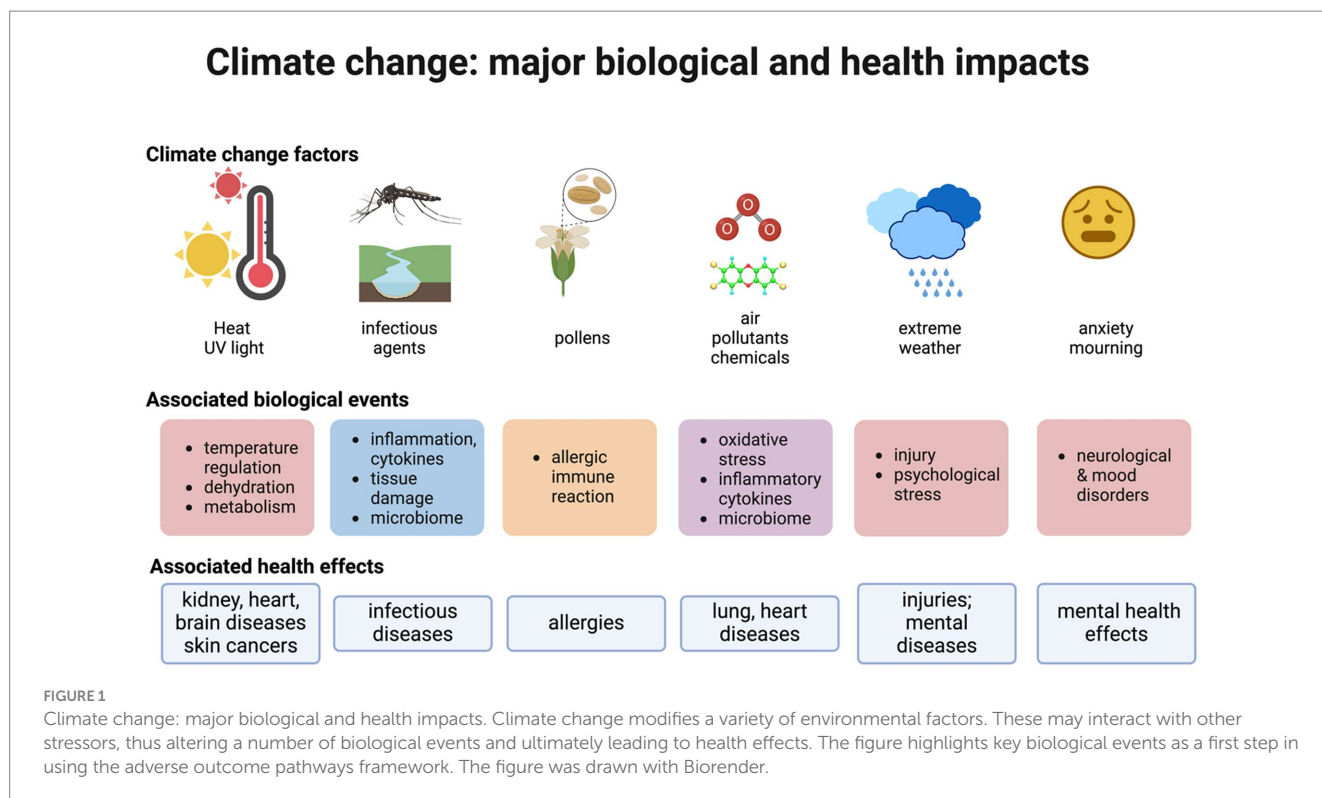 Climate change: major biological and health impacts
Climate change factors
O
O
O
Heat
UV light
infectious
agents
pollens
air
pollutants
chemicals
extreme
weather
anxiety
mourning
Associated biological events
• temperature
regulation
• dehydration
• metabolism
• inflammation,
cytokines
• tissue
damage
• microbiome
• allergic
immune
reaction
• oxidative
stress
• inflammatory
cytokines
• microbiome
• injury
• psychological
stress
• neurological
& mood
disorders
Associated health effects
kidney, heart,
brain diseases
skin cancers
infectious
diseases
allergies
lung, heart
diseases
injuries;
mental
diseases
mental health
effects
FIGURE 1
Climate change: major biological and health impacts. Climate change modifies a variety of environmental factors. These may interact with other
stressors, thus altering a number of biological events and ultimately leading to health effects. The figure highlights key biological events as a first step in
using the adverse outcome pathways framework. The figure was drawn with Biorender.